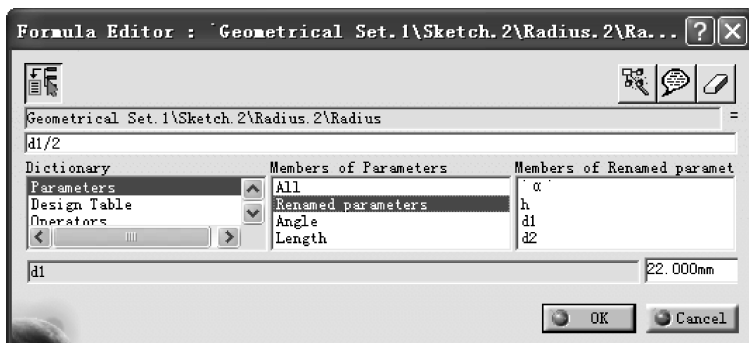 Formula Editor : `Geometrical Set.1\Sketch.2\Radius.2\Ra...
Geometrical Set.1\Sketch.2\Radius.2\Radius =
d1/2
Dictionary Members of Parameters Members of Renamed paramet
Parameters All `α`
Design Table Renamed parameters h
Operators Angle d1
Length d2
d1 22.000mm
OK Cancel